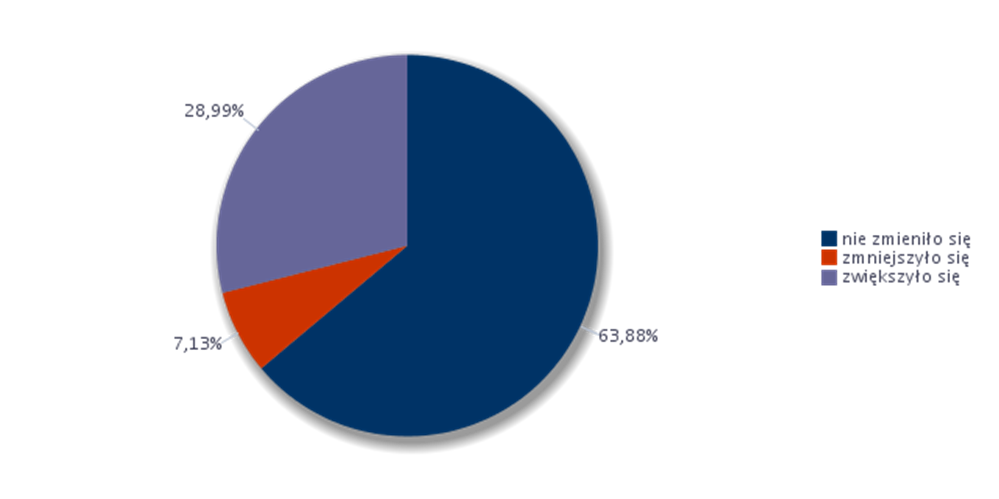 28,99%
7,13%
63,88%
nie zmieniło się
zmniejszyło się
zwiększyło się